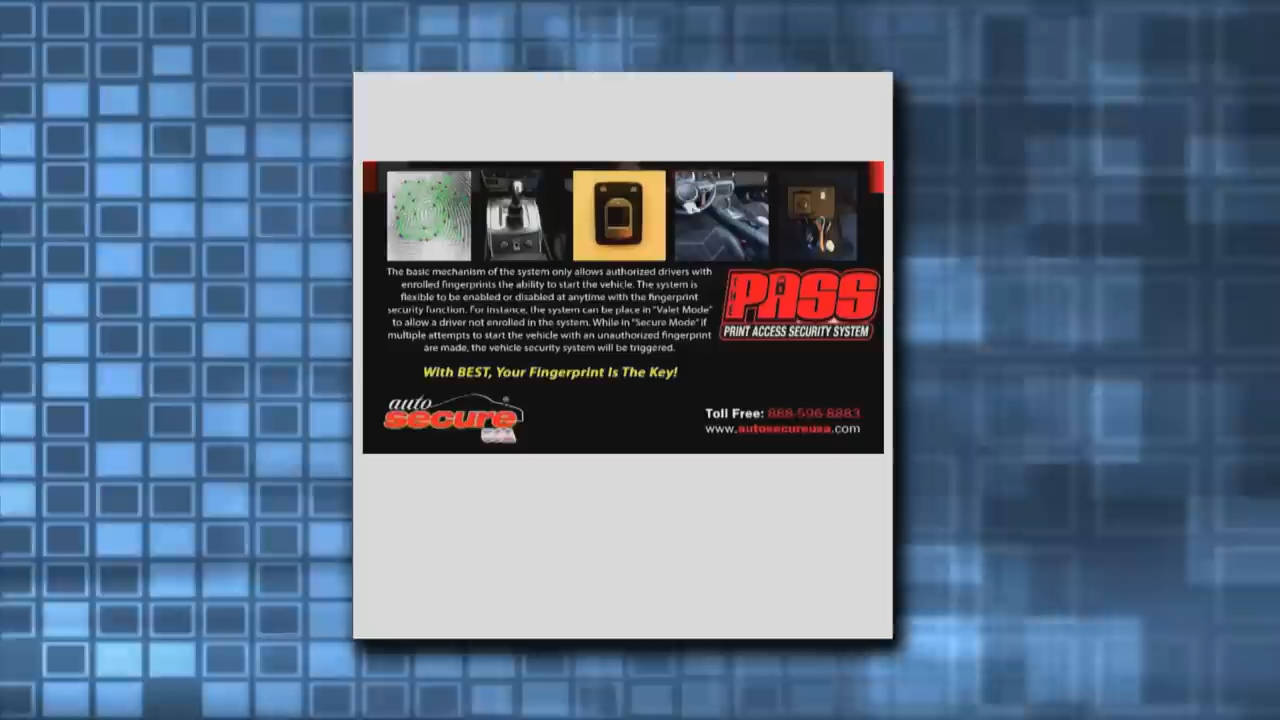 The basic mechanism of the system only allows authorized drivers with
enrolled fingerprints the ability to start the vehicle. The system is
flexible to be enabled or disabled at anytime with the fingerprint
security function. For instance, the system can be place in "Valet Mode"
to allow a driver not enrolled in the system. While in "Secure Mode" if
multiple attempts to start the vehicle with an unauthorized fingerprint
are made, the vehicle security system will be triggered.
THE PASS
PRINT ACCESS SECURITY SYSTEM
With BEST, Your Fingerprint Is The Key!
auto
secure
Toll Free: 888-596-8883
www.autosecureusa.com